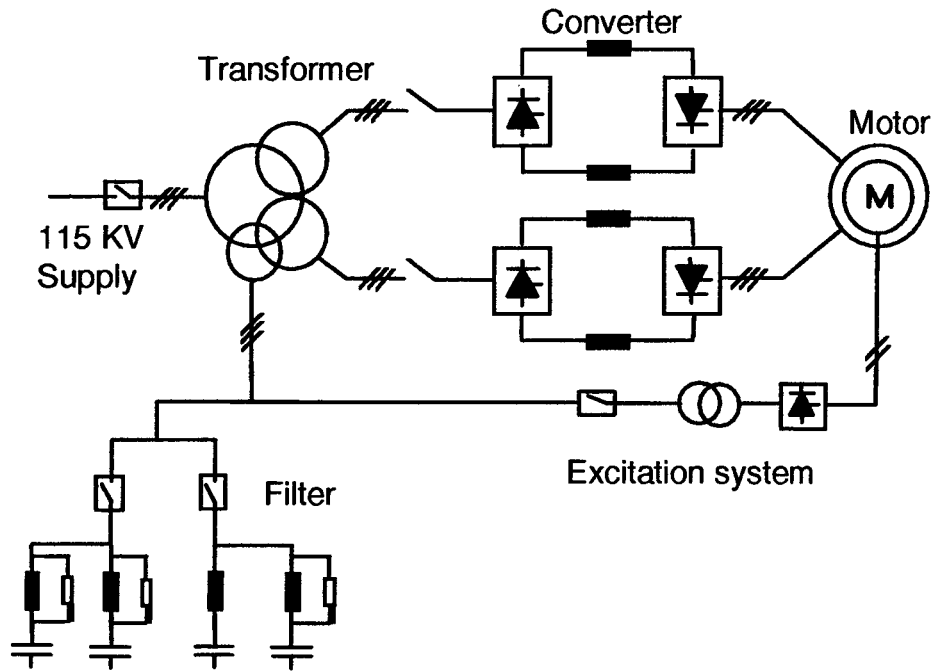 Converter
Transformer
Motor
M
115 KV
Supply
Excitation system
Filter